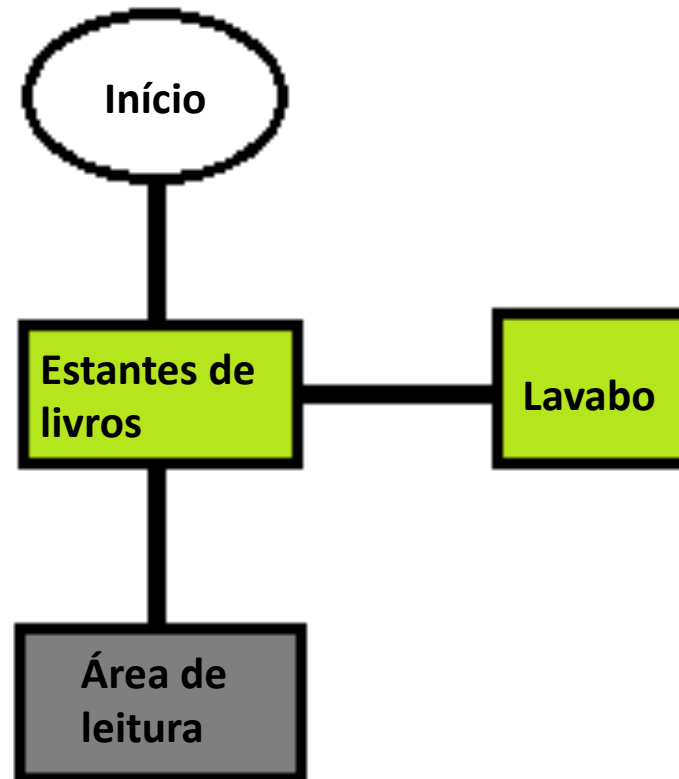 Início
Estantes de
livros
Lavabo
Área de
leitura